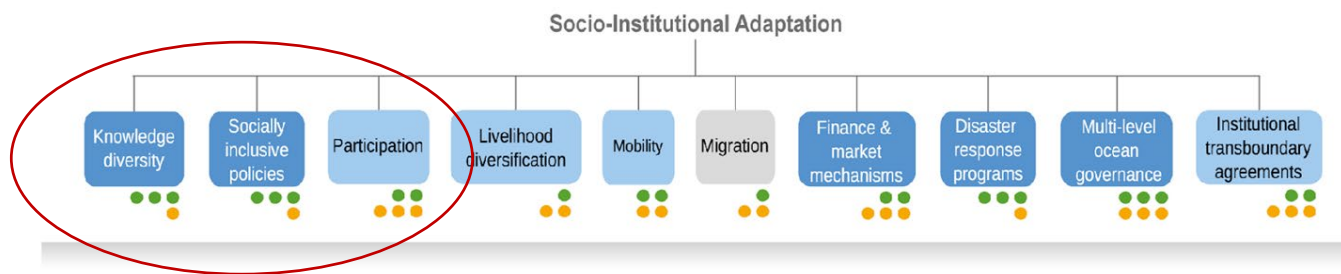 Socio-Institutional Adaptation
Knowledge
diversity
Socially
inclusive
policies
Participation
Livelihood
diversification
Mobility
Migration
Finance &
market
mechanisms
Disaster
response
programs
Multi-level
ocean
governance
Institutional
transboundary
agreements